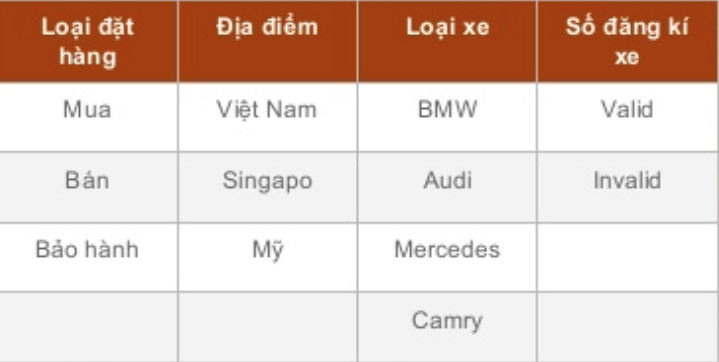 Loại đặt hàng	Địa điểm	Loại xe	Số đăng kí xe
Mua	Việt Nam	BMW	Valid
Bán	Singapo	Audi	Invalid
Bảo hành	Mỹ	Mercedes
Camry